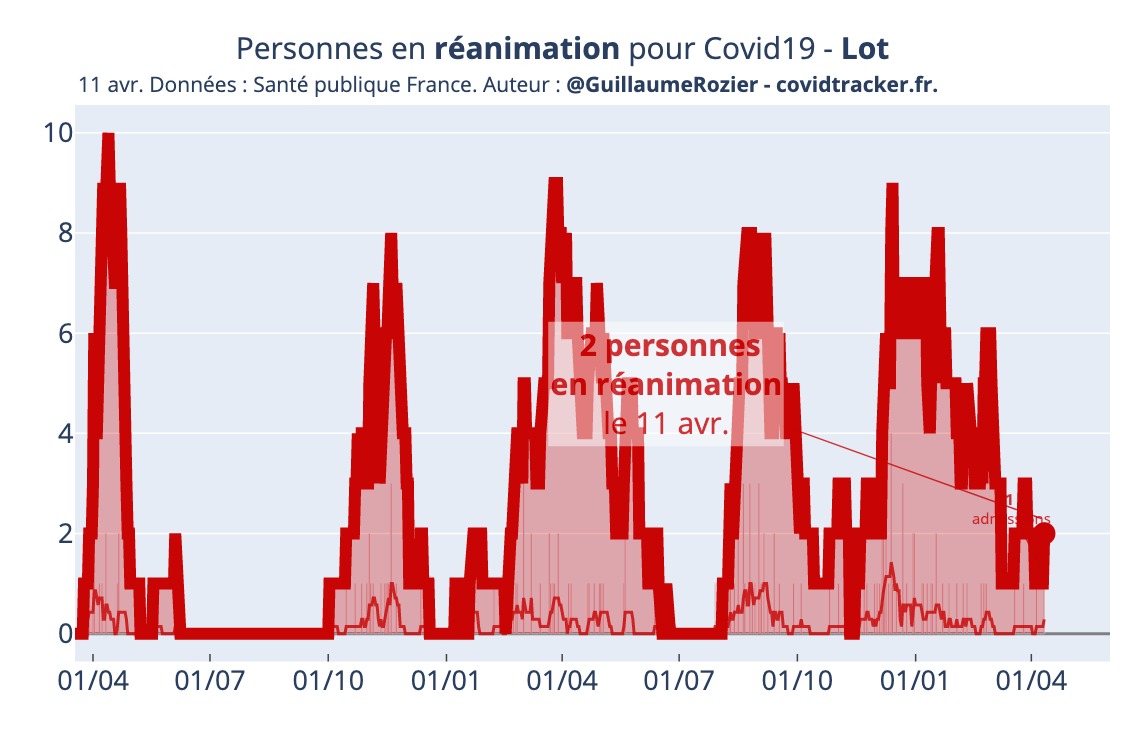 Personnes en réanimation pour Covid19 - Lot
11 avr. Données : Santé publique France. Auteur : @GuillaumeRozier - covidtracker.fr.
10
8
6
4
2
0
2 personnes
en réanimation
le 11 avr.
1
admissions
01/04
01/07
01/10
01/01
01/04
01/07
01/10
01/01
01/04